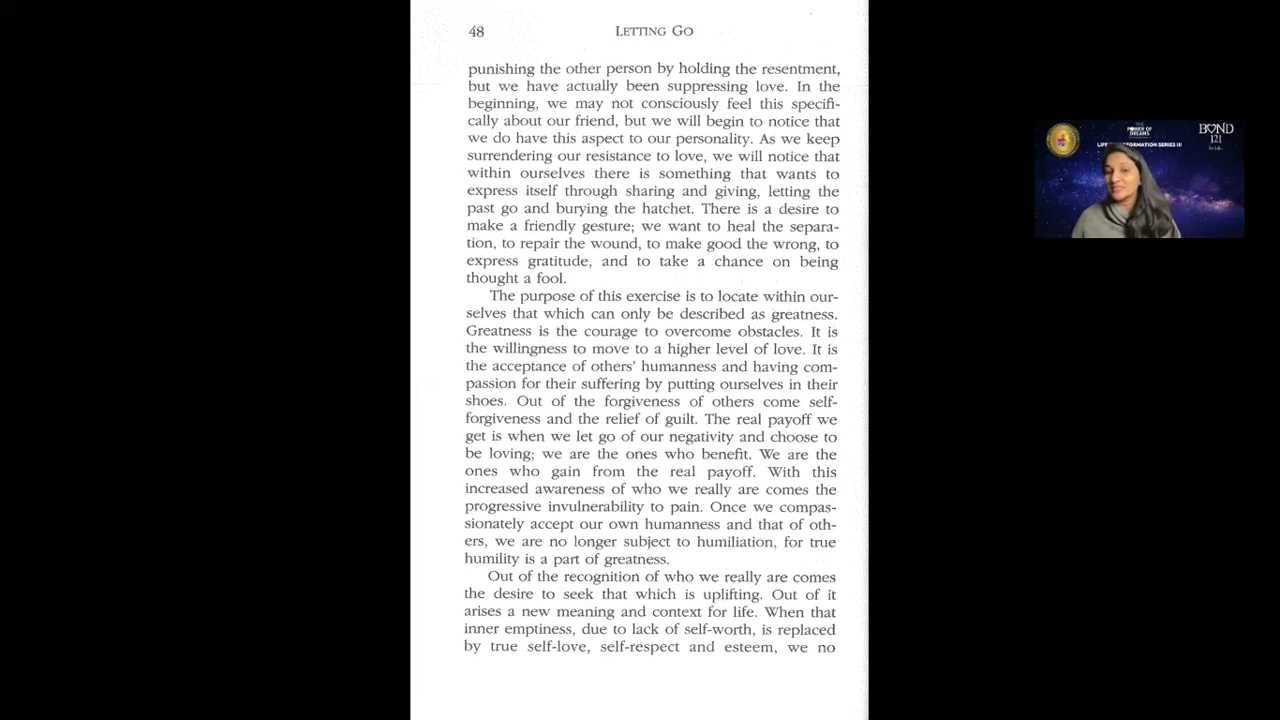 48 LETTING GO
punishing the other person by holding the resentment,
but we have actually been suppressing love. In the
beginning, we may not consciously feel this specifi-
cally about our friend, but we will begin to notice that
we do have this aspect to our personality. As we keep
surrendering our resistance to love, we will notice that
within ourselves there is something that wants to
express itself through sharing and giving, letting the
past go and burying the hatchet. There is a desire to
make a friendly gesture; we want to heal the separa-
tion, to repair the wound, to make good the wrong, to
express gratitude, and to take a chance on being
thought a fool.
The purpose of this exercise is to locate within our-
selves that which can only be described as greatness.
Greatness is the courage to overcome obstacles. It is
the willingness to move to a higher level of love. It is
the acceptance of others' humanness and having com-
passion for their suffering by putting ourselves in their
shoes. Out of the forgiveness of others come self-
forgiveness and the relief of guilt. The real payoff we
get is when we let go of our negativity and choose to
be loving; we are the ones who benefit. We are the
ones who gain from the real payoff. With this
increased awareness of who we really are comes the
progressive invulnerability to pain. Once we compas-
sionately accept our own humanness and that of oth-
ers, we are no longer subject to humiliation, for true
humility is a part of greatness.
Out of the recognition of who we really are comes
the desire to seek that which is uplifting. Out of it
arises a new meaning and context for life. When that
inner emptiness, due to lack of self-worth, is replaced
by true self-love, self-respect and esteem, we no
THE
POWER OF
DREAMS
BOND
121
SERIES III